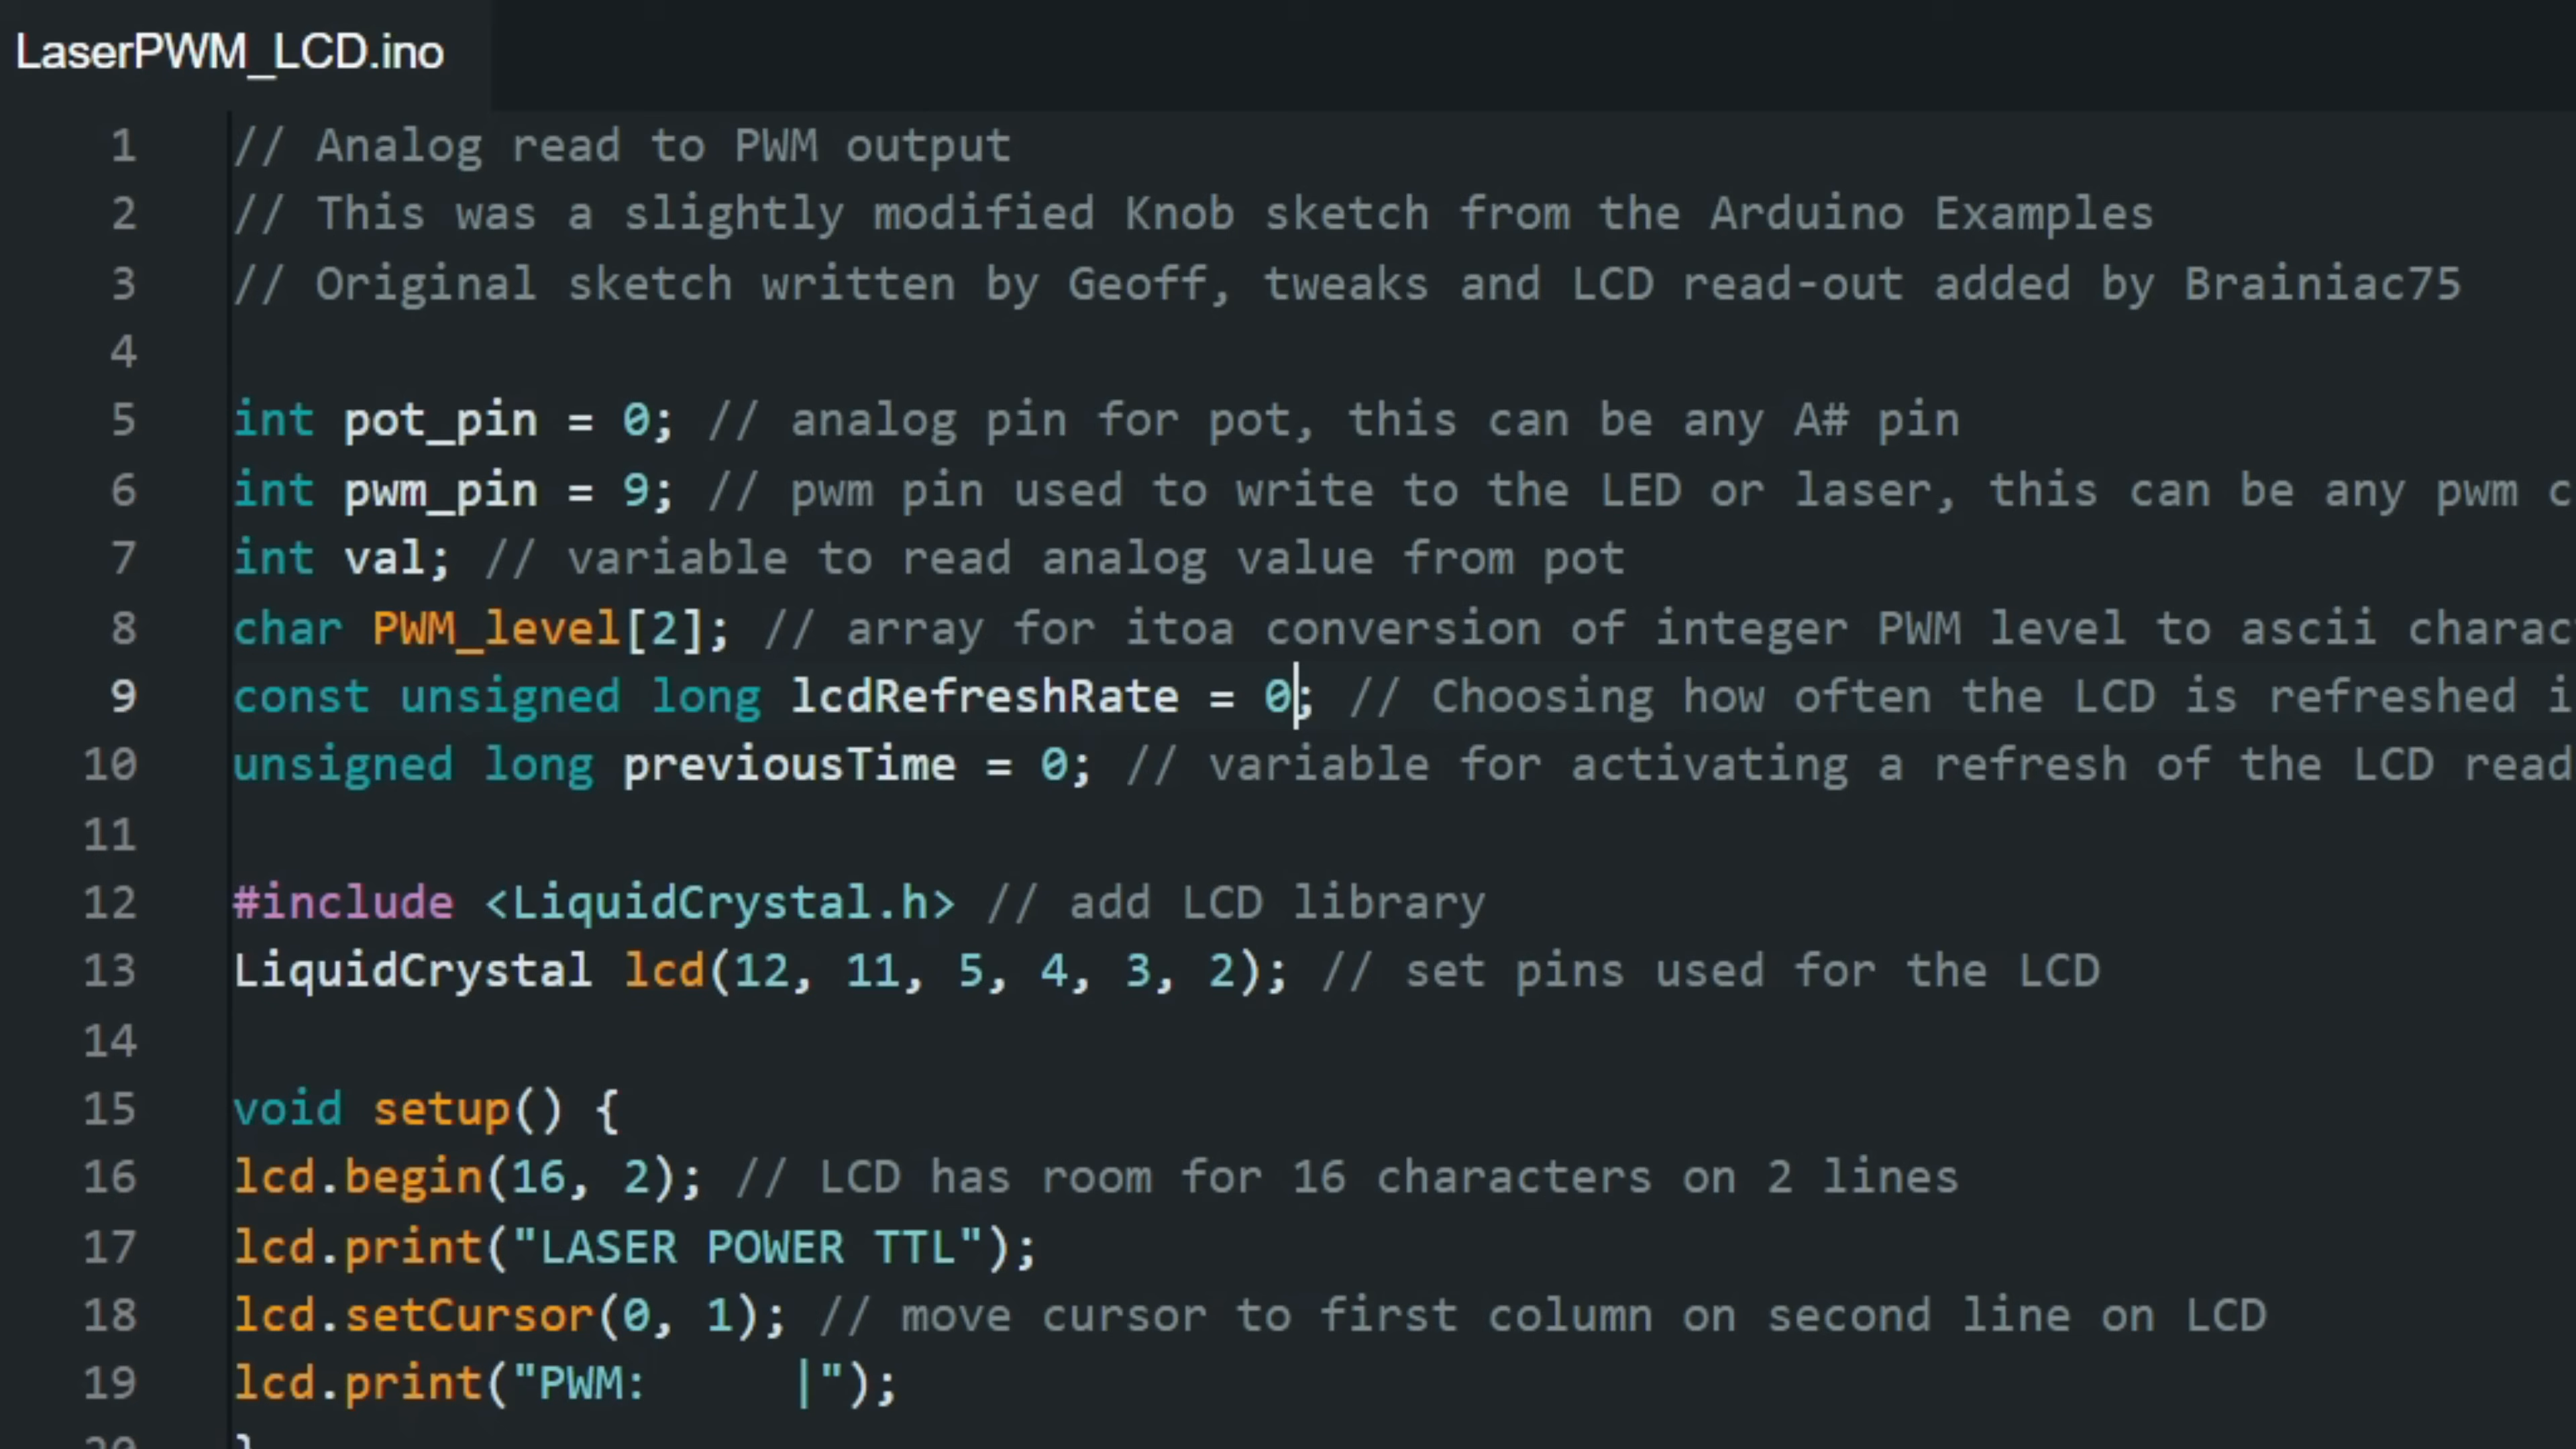 LaserPWM_LCD.ino
1 // Analog read to PWM output
2 // This was a slightly modified Knob sketch from the Arduino Examples
3 // Original sketch written by Geoff, tweaks and LCD read-out added by Brainiac75
4
5 int pot_pin = 0; // analog pin for pot, this can be any A# pin
6 int pwm_pin = 9; // pwm pin used to write to the LED or laser, this can be any pwm c
7 int val; // variable to read analog value from pot
8 char PWM_level[2]; // array for itoa conversion of integer PWM level to ascii charac
9 const unsigned long lcdRefreshRate = 0; // Choosing how often the LCD is refreshed i
10 unsigned long previousTime = 0; // variable for activating a refresh of the LCD read
11
12 #include <LiquidCrystal.h> // add LCD library
13 LiquidCrystal lcd(12, 11, 5, 4, 3, 2); // set pins used for the LCD
14
15 void setup() {
16 lcd.begin(16, 2); // LCD has room for 16 characters on 2 lines
17 lcd.print("LASER POWER TTL");
18 lcd.setCursor(0, 1); // move cursor to first column on second line on LCD
19 lcd.print("PWM:     |");
20 }